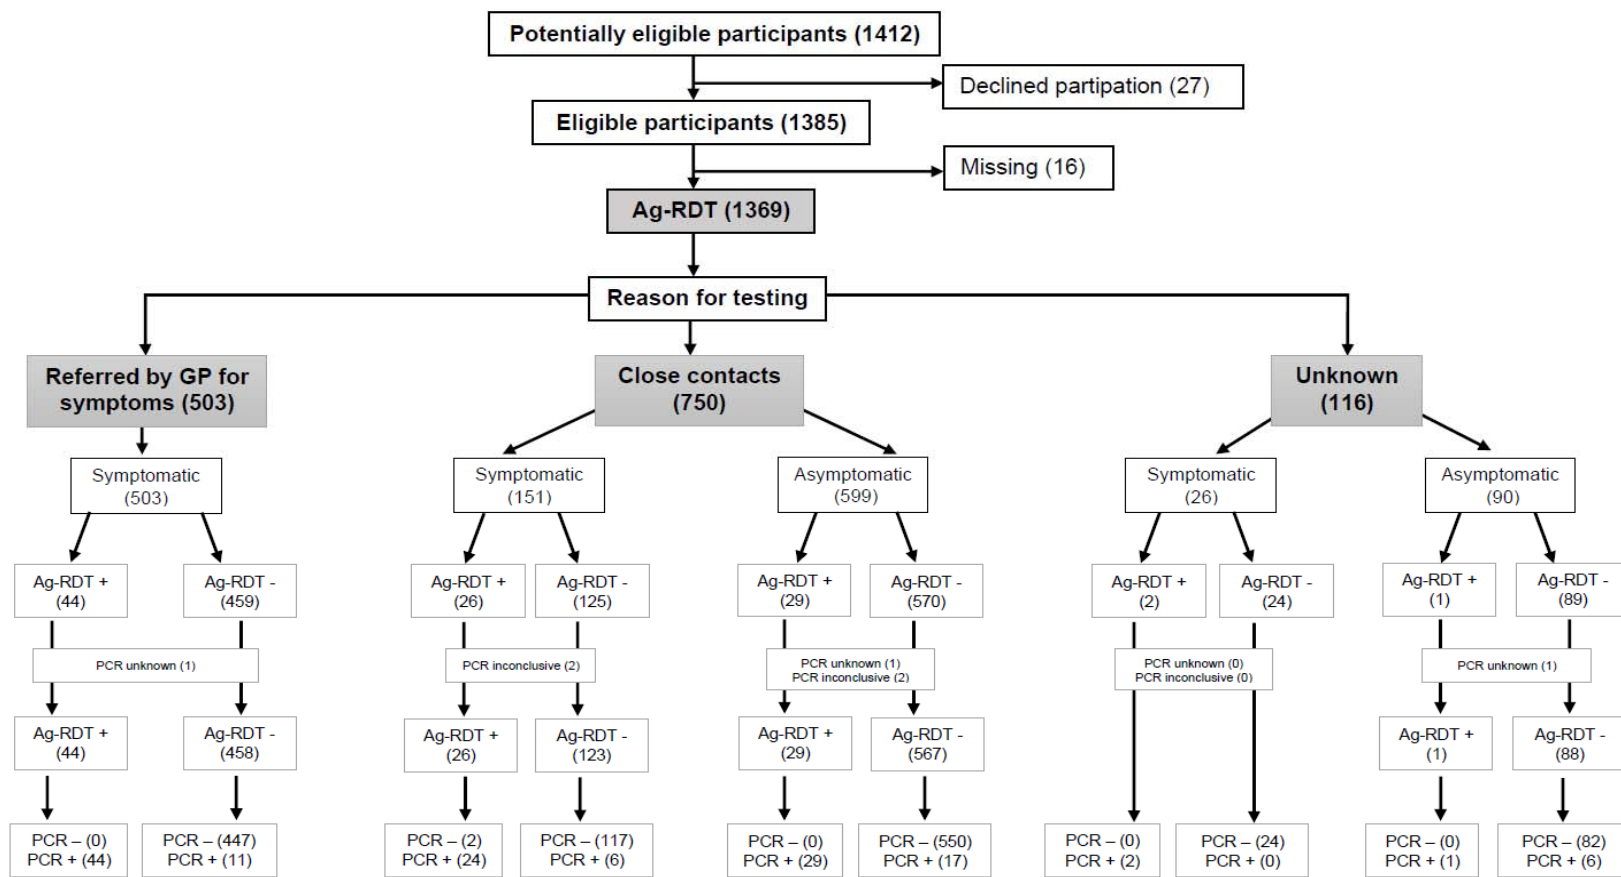 Potentially eligible participants (1412)
Declined partipation (27)
Eligible participants (1385)
Missing (16)
Ag-RDT (1369)
Reason for testing
Referred by GP for
symptoms (503)
Close contacts
(750)
Unknown
(116)
Symptomatic
(503)
Symptomatic
(151)
Asymptomatic
(599)
Symptomatic
(26)
Asymptomatic
(90)
Ag-RDT +
(44)
Ag-RDT -
(459)
Ag-RDT +
(26)
Ag-RDT -
(125)
Ag-RDT +
(29)
Ag-RDT -
(570)
Ag-RDT +
(2)
Ag-RDT -
(24)
Ag-RDT +
(1)
Ag-RDT -
(89)
PCR unknown (1)
PCR inconclusive (2)
PCR unknown (1)
PCR inconclusive (2)
PCR unknown (0)
PCR inconclusive (0)
PCR unknown (1)
Ag-RDT +
(44)
Ag-RDT -
(458)
Ag-RDT +
(26)
Ag-RDT -
(123)
Ag-RDT +
(29)
Ag-RDT -
(567)
Ag-RDT +
(1)
Ag-RDT -
(88)
PCR – (0)
PCR + (44)
PCR – (447)
PCR + (11)
PCR – (2)
PCR + (24)
PCR – (117)
PCR + (6)
PCR – (0)
PCR + (29)
PCR – (550)
PCR + (17)
PCR – (0)
PCR + (2)
PCR – (24)
PCR + (0)
PCR – (0)
PCR + (1)
PCR – (82)
PCR + (6)